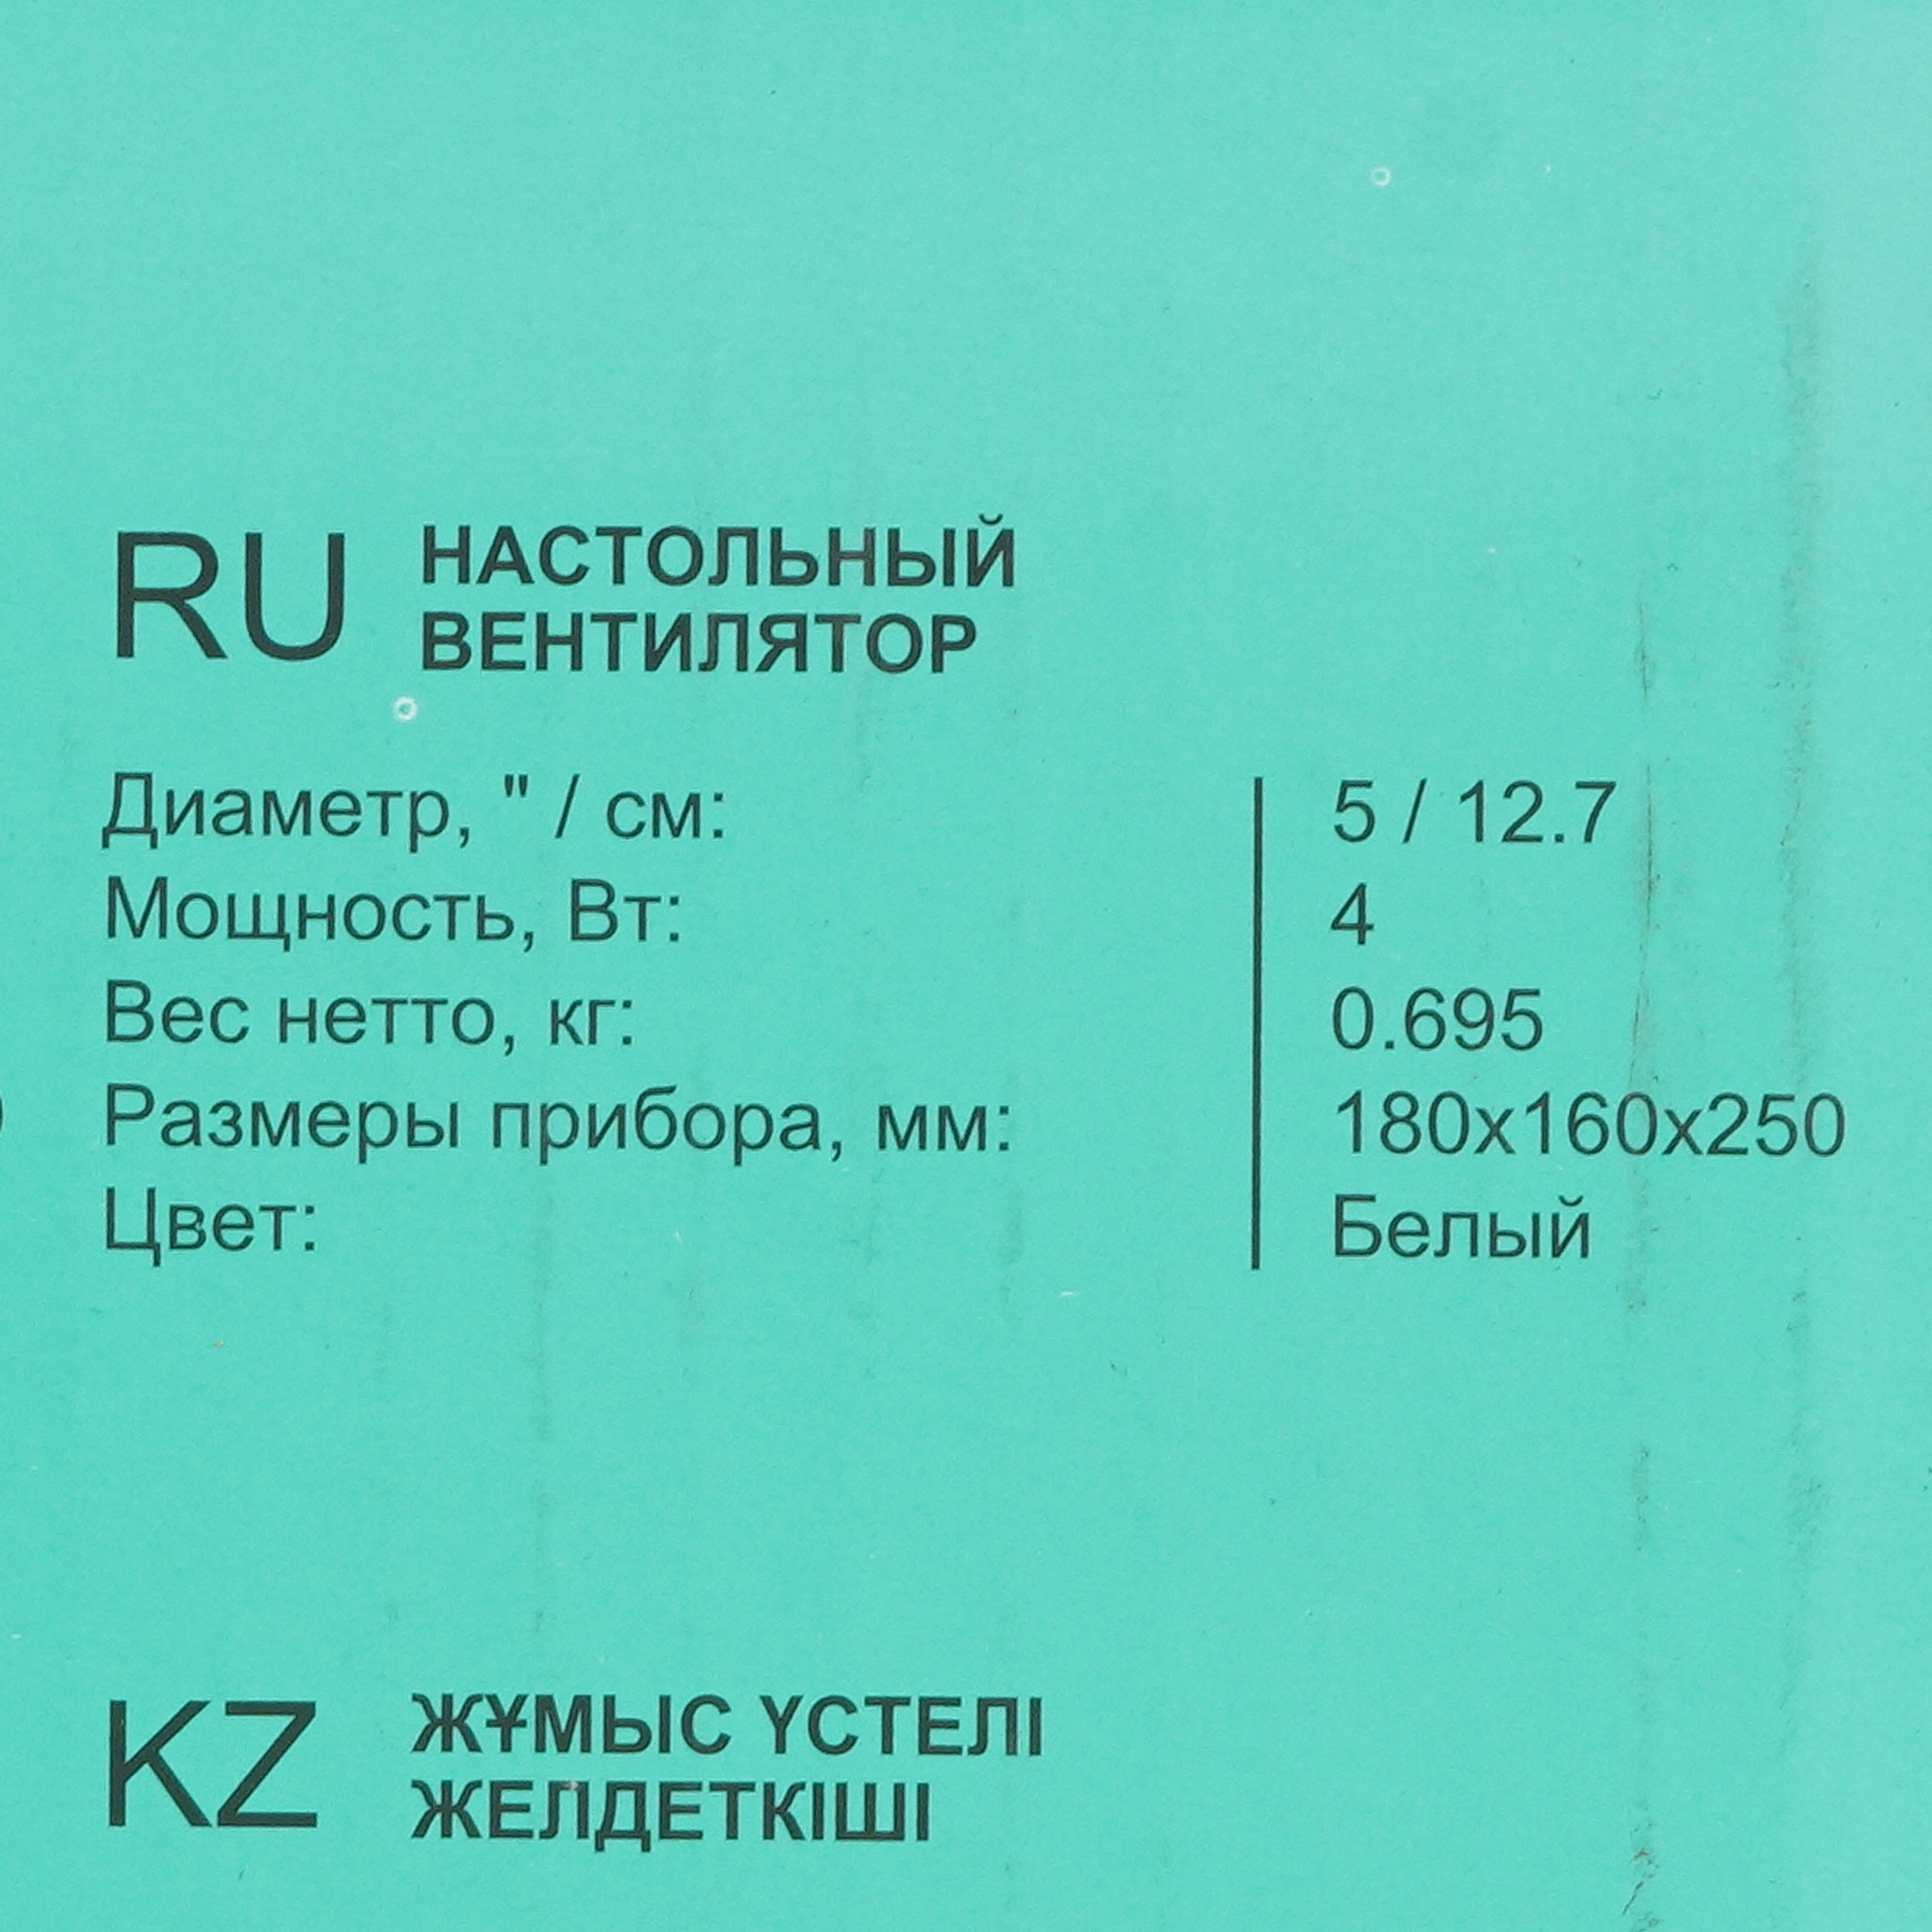 RU НАСТОЛЬНЫЙ
ВЕНТИЛЯТОР
Диаметр, " / см: 5 / 12.7
Мощность, Вт: 4
Вес нетто, кг: 0.695
Размеры прибора, мм: 180x160x250
Цвет: Белый
KZ ЖҰМЫС ҮСТЕЛІ
ЖЕЛДЕТКІШІ